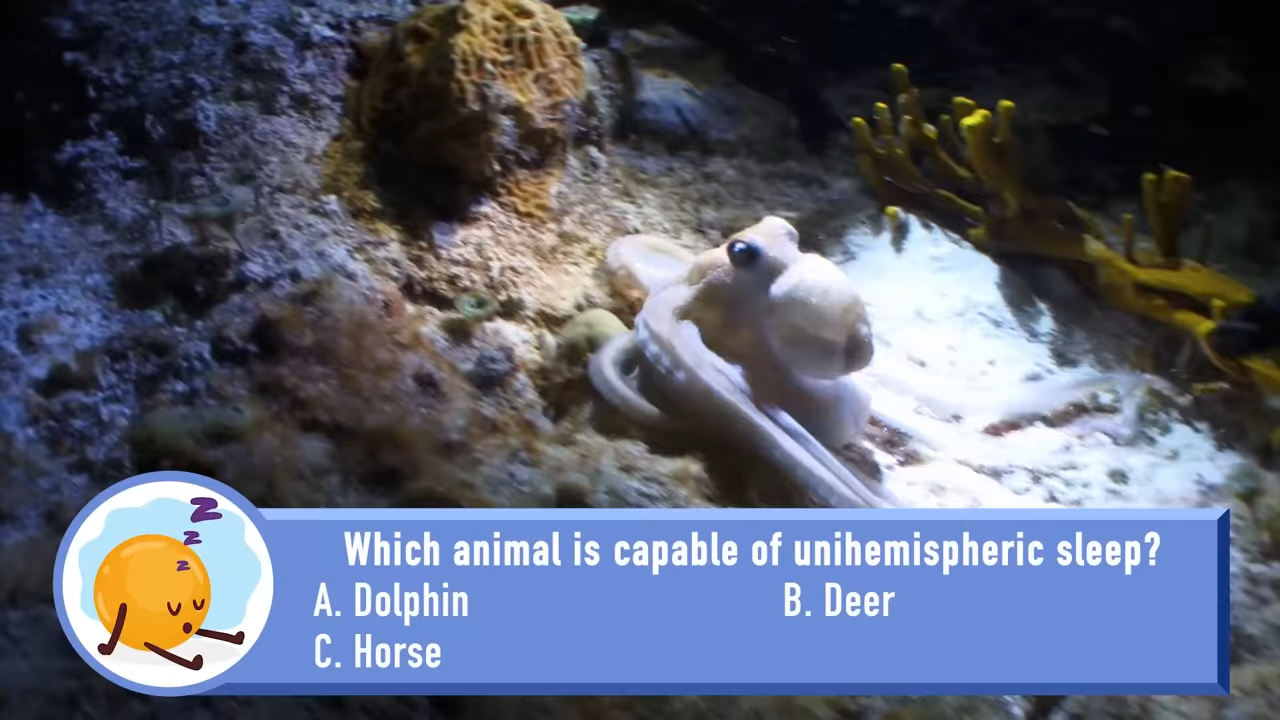 Z
Z
Z
Which animal is capable of unihemispheric sleep?
A. Dolphin B. Deer
C. Horse